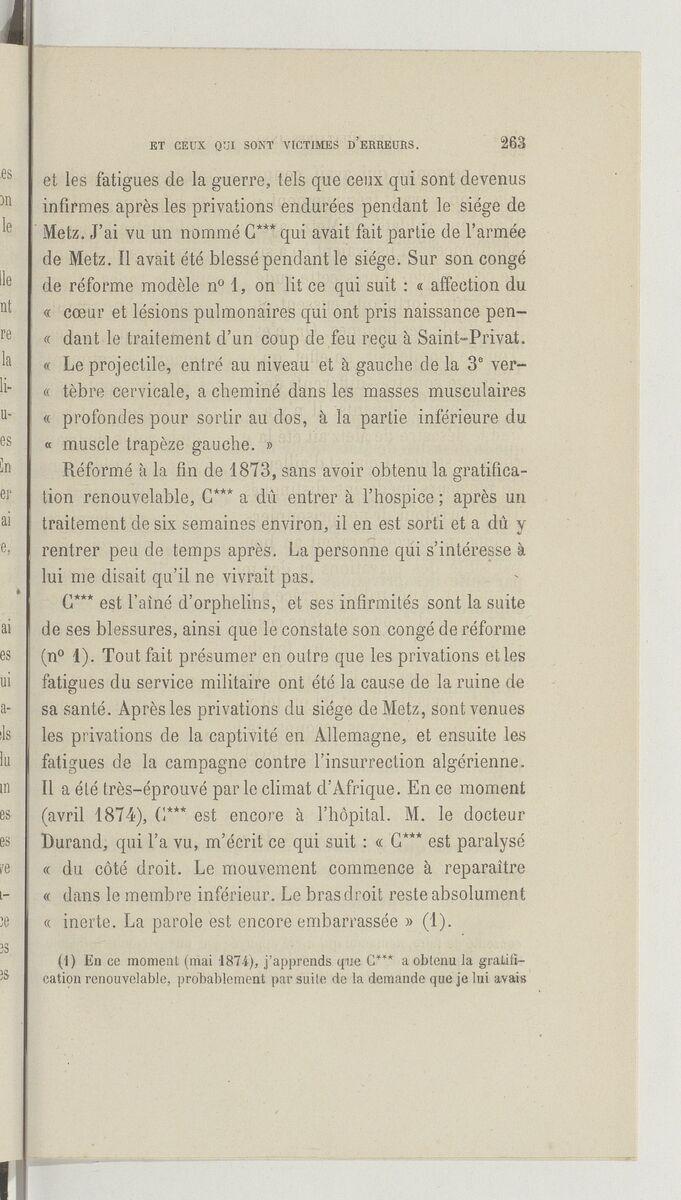 ET CEUX QUI SONT VICTIMES D'ERREURS. 263
et les fatigues de la guerre, tels que ceux qui sont devenus
infirmes après les privations endurées pendant le siége de
Metz. J'ai vu un nommé C*** qui avait fait partie de l'armée
de Metz. Il avait été blessé pendant le siége. Sur son congé
de réforme modèle nº 1, on lit ce qui suit : « affection du
« cœur et lésions pulmonaires qui ont pris naissance pen-
« dant le traitement d'un coup de feu reçu à Saint-Privat.
« Le projectile, entré au niveau et à gauche de la 3e ver-
« tèbre cervicale, a cheminé dans les masses musculaires
« profondes pour sortir au dos, à la partie inférieure du
« muscle trapèze gauche. »
Réformé à la fin de 1873, sans avoir obtenu la gratifica-
tion renouvelable, C*** a dû entrer à l'hospice ; après un
traitement de six semaines environ, il en est sorti et a dû y
rentrer peu de temps après. La personne qui s'intéresse à
lui me disait qu'il ne vivrait pas.
C*** est l'aîné d'orphelins, et ses infirmités sont la suite
de ses blessures, ainsi que le constate son congé de réforme
(nº 1). Tout fait présumer en outre que les privations et les
fatigues du service militaire ont été la cause de la ruine de
sa santé. Après les privations du siége de Metz, sont venues
les privations de la captivité en Allemagne, et ensuite les
fatigues de la campagne contre l'insurrection algérienne.
Il a été très-éprouvé par le climat d'Afrique. En ce moment
(avril 1874), C*** est encore à l'hôpital. M. le docteur
Durand, qui l'a vu, m'écrit ce qui suit : « C*** est paralysé
« du côté droit. Le mouvement commence à reparaître
« dans le membre inférieur. Le bras droit reste absolument
« inerte. La parole est encore embarrassée » (1).
(1) En ce moment (mai 1874), j'apprends que C*** a obtenu la gratifi-
cation renouvelable, probablement par suite de la demande que je lui avais